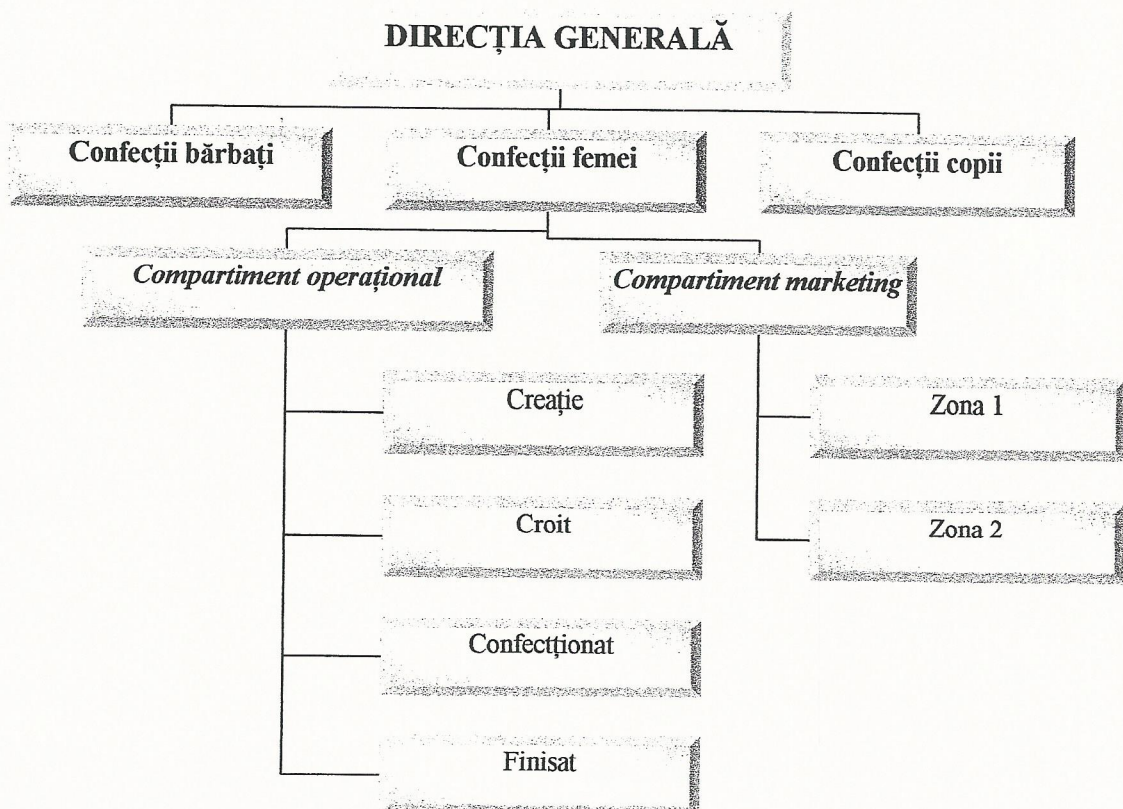 DIRECȚIA GENERALĂ
Confecții bărbați
Confecții femei
Confecții copii
Compartiment operațional
Compartiment marketing
Creație
Zona 1
Croit
Zona 2
Confectționat
Finisat